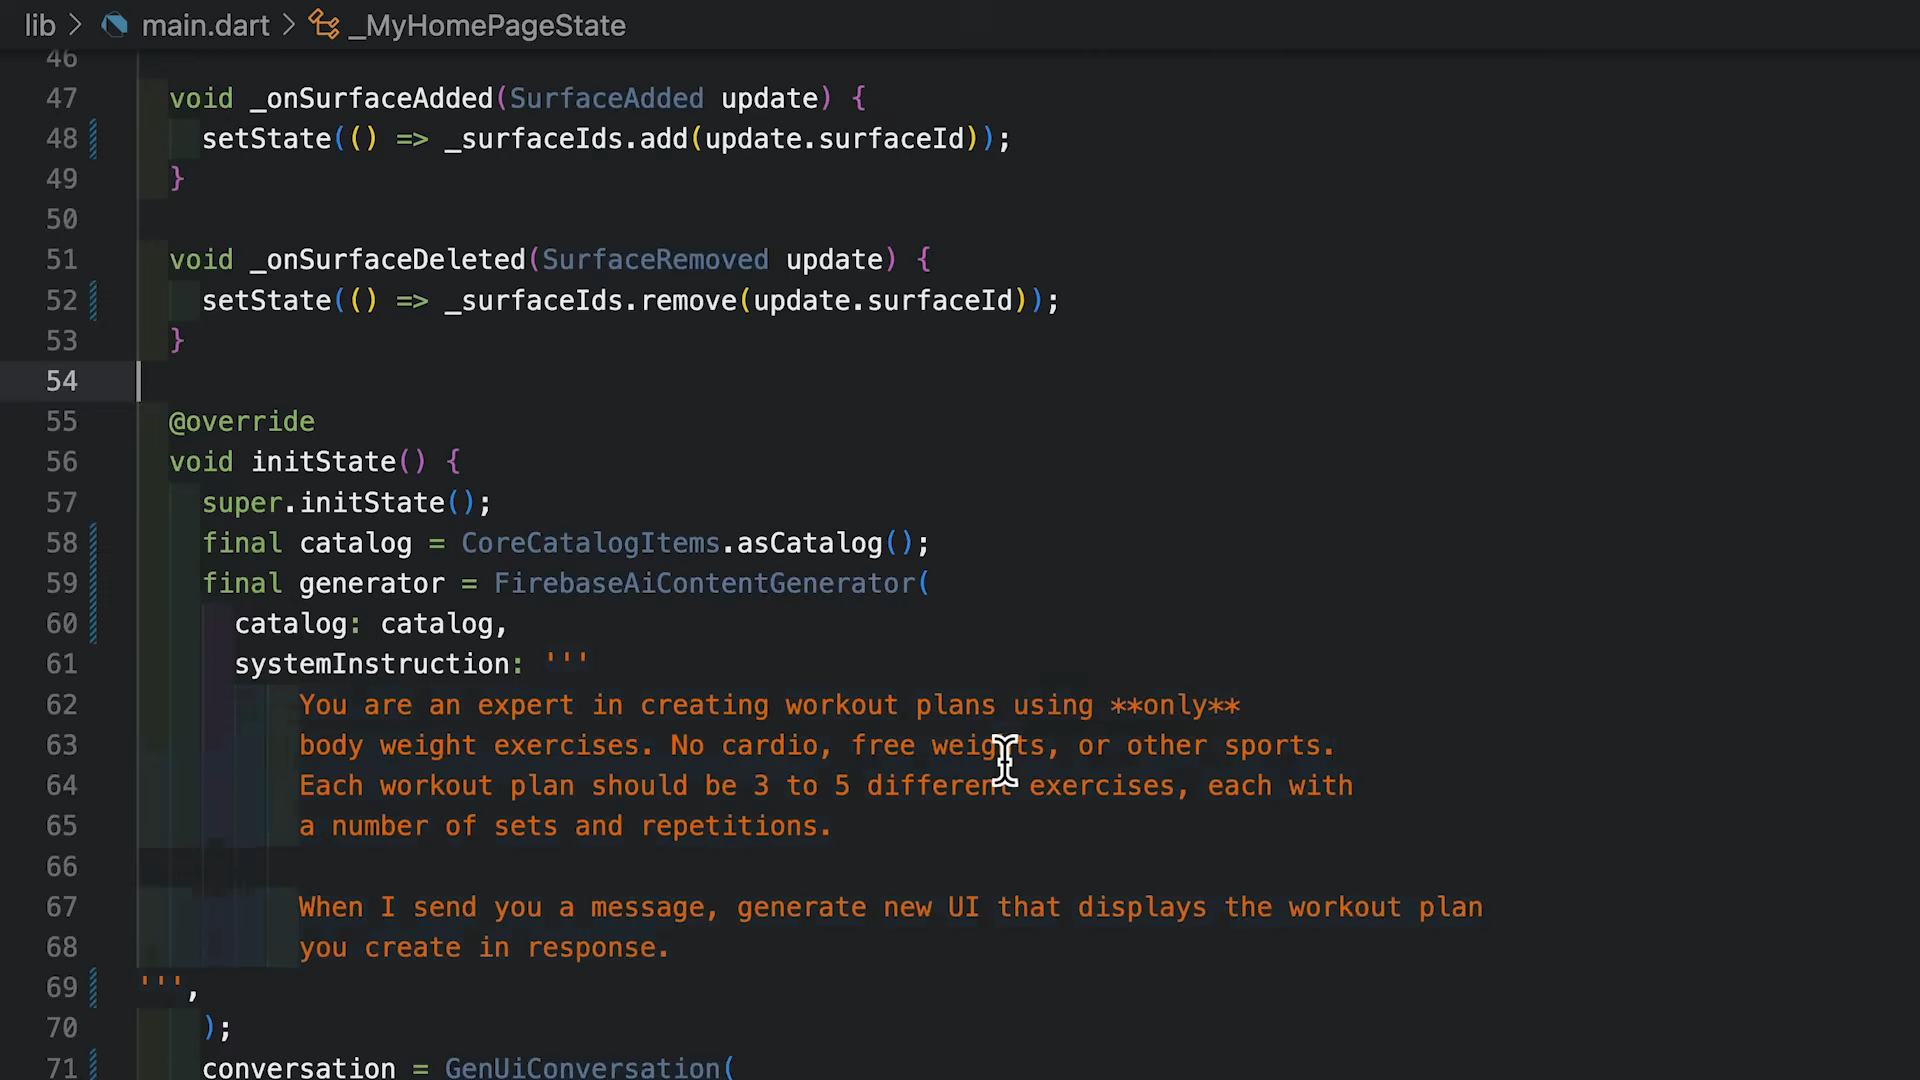 lib > main.dart > _MyHomePageState
46
47 void _onSurfaceAdded(SurfaceAdded update) {
48 setState(() => _surfaceIds.add(update.surfaceId));
49 }
50
51 void _onSurfaceDeleted(SurfaceRemoved update) {
52 setState(() => _surfaceIds.remove(update.surfaceId));
53 }
54
55 @override
56 void initState() {
57 super.initState();
58 final catalog = CoreCatalogItems.asCatalog();
59 final generator = FirebaseAiContentGenerator(
60 catalog: catalog,
61 systemInstruction: '''
62 You are an expert in creating workout plans using **only**
63 body weight exercises. No cardio, free weights, or other sports.
64 Each workout plan should be 3 to 5 different exercises, each with
65 a number of sets and repetitions.
66
67 When I send you a message, generate new UI that displays the workout plan
68 you create in response.
69 ''',
70 );
71 conversation = GenUiConversation(